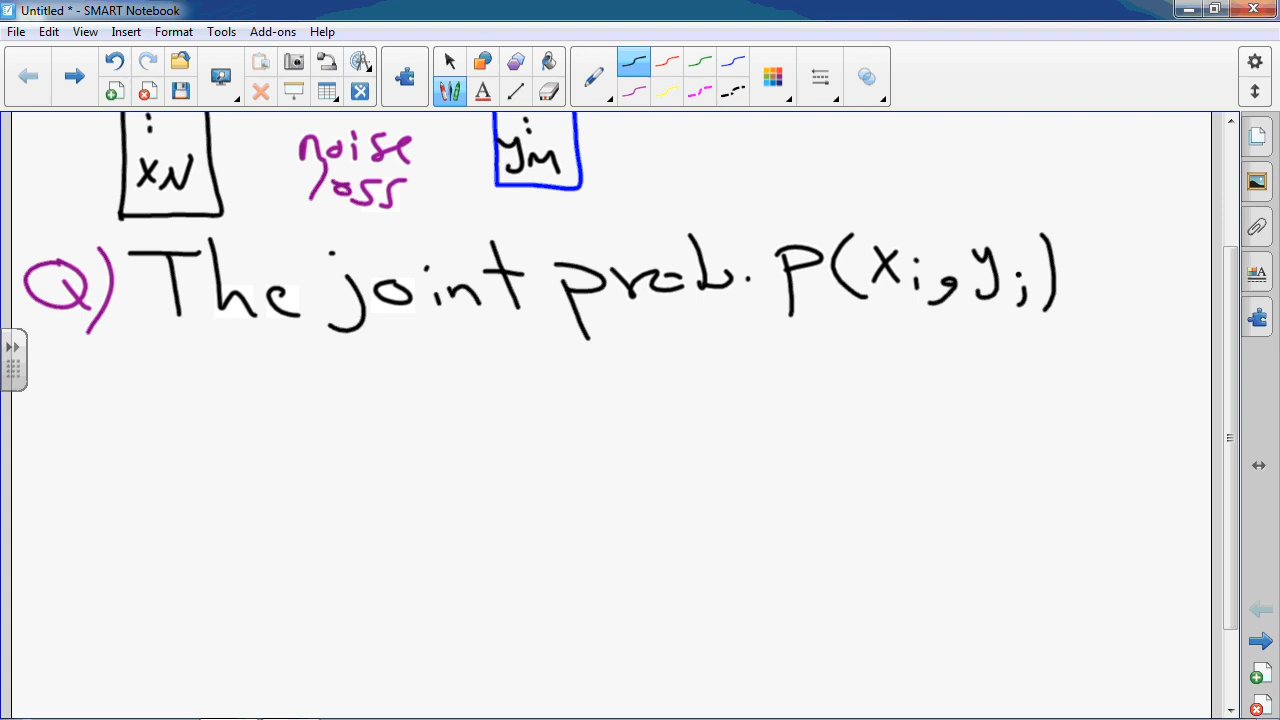 Untitled * - SMART Notebook
File Edit View Insert Format Tools Add-ons Help
⋮
xN
noise
loss
⋮
yM
Q) The joint prob. P(xi, yj)